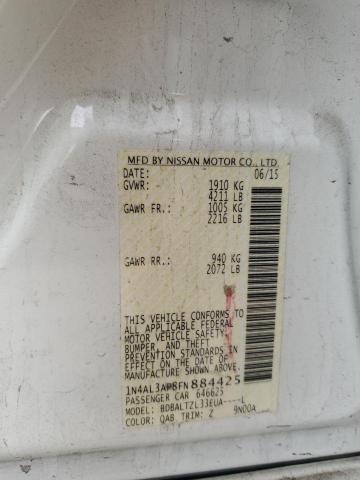 MFD BY NISSAN MOTOR CO., LTD.
DATE: 06/15
GVWR: 1910 KG
4211 LB
GAWR FR.: 1005 KG
2216 LB
GAWR RR.: 940 KG
2072 LB
THIS VEHICLE CONFORMS TO
ALL APPLICABLE FEDERAL
MOTOR VEHICLE SAFETY,
BUMPER, AND THEFT
PREVENTION STANDARDS IN
EFFECT ON THE DATE OF
MANUFACTURE SHOWN ABOVE.
1N4AL3AP8FN884425
PASSENGER CAR 646625
MODEL: BDBALTZL33EUA----L
COLOR: QAB TRIM: Z 9N00A